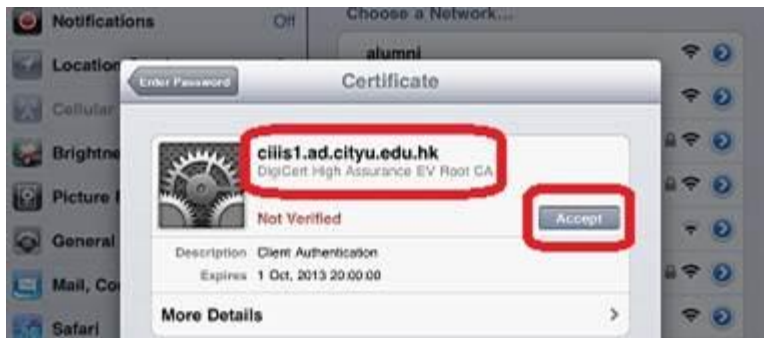 Notifications
Off
Choose a Network...
alumni
Location
Enter Password
Certificate
Cellular
Brightne
ciiis1.ad.cityu.edu.hk
DigiCert High Assurance EV Root CA
Picture
Not Verified
Accept
General
Description Client Authentication
Expires 1 Oct, 2013 20:00:00
Mail, Co
More Details
Safari